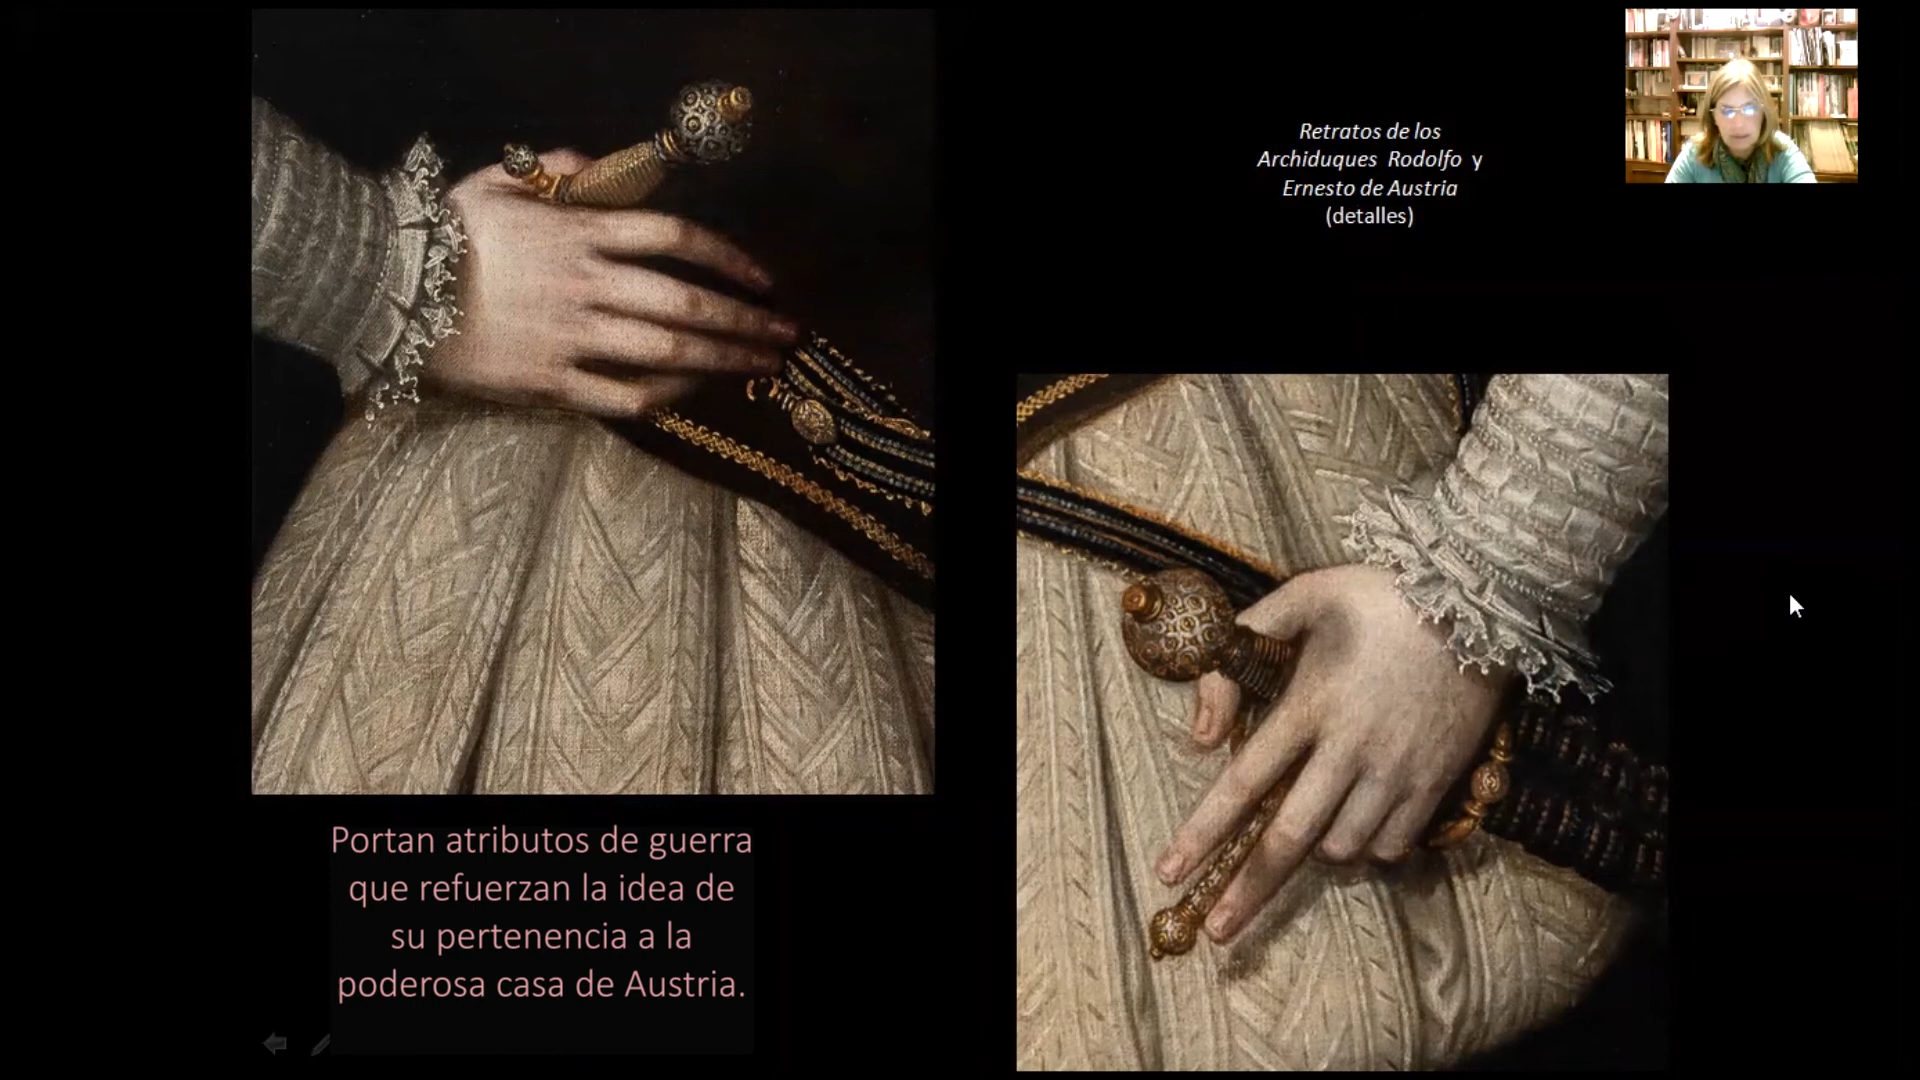 Retratos de los
Archiduques Rodolfo y
Ernesto de Austria
(detalles)
Portan atributos de guerra
que refuerzan la idea de
su pertenencia a la
poderosa casa de Austria.